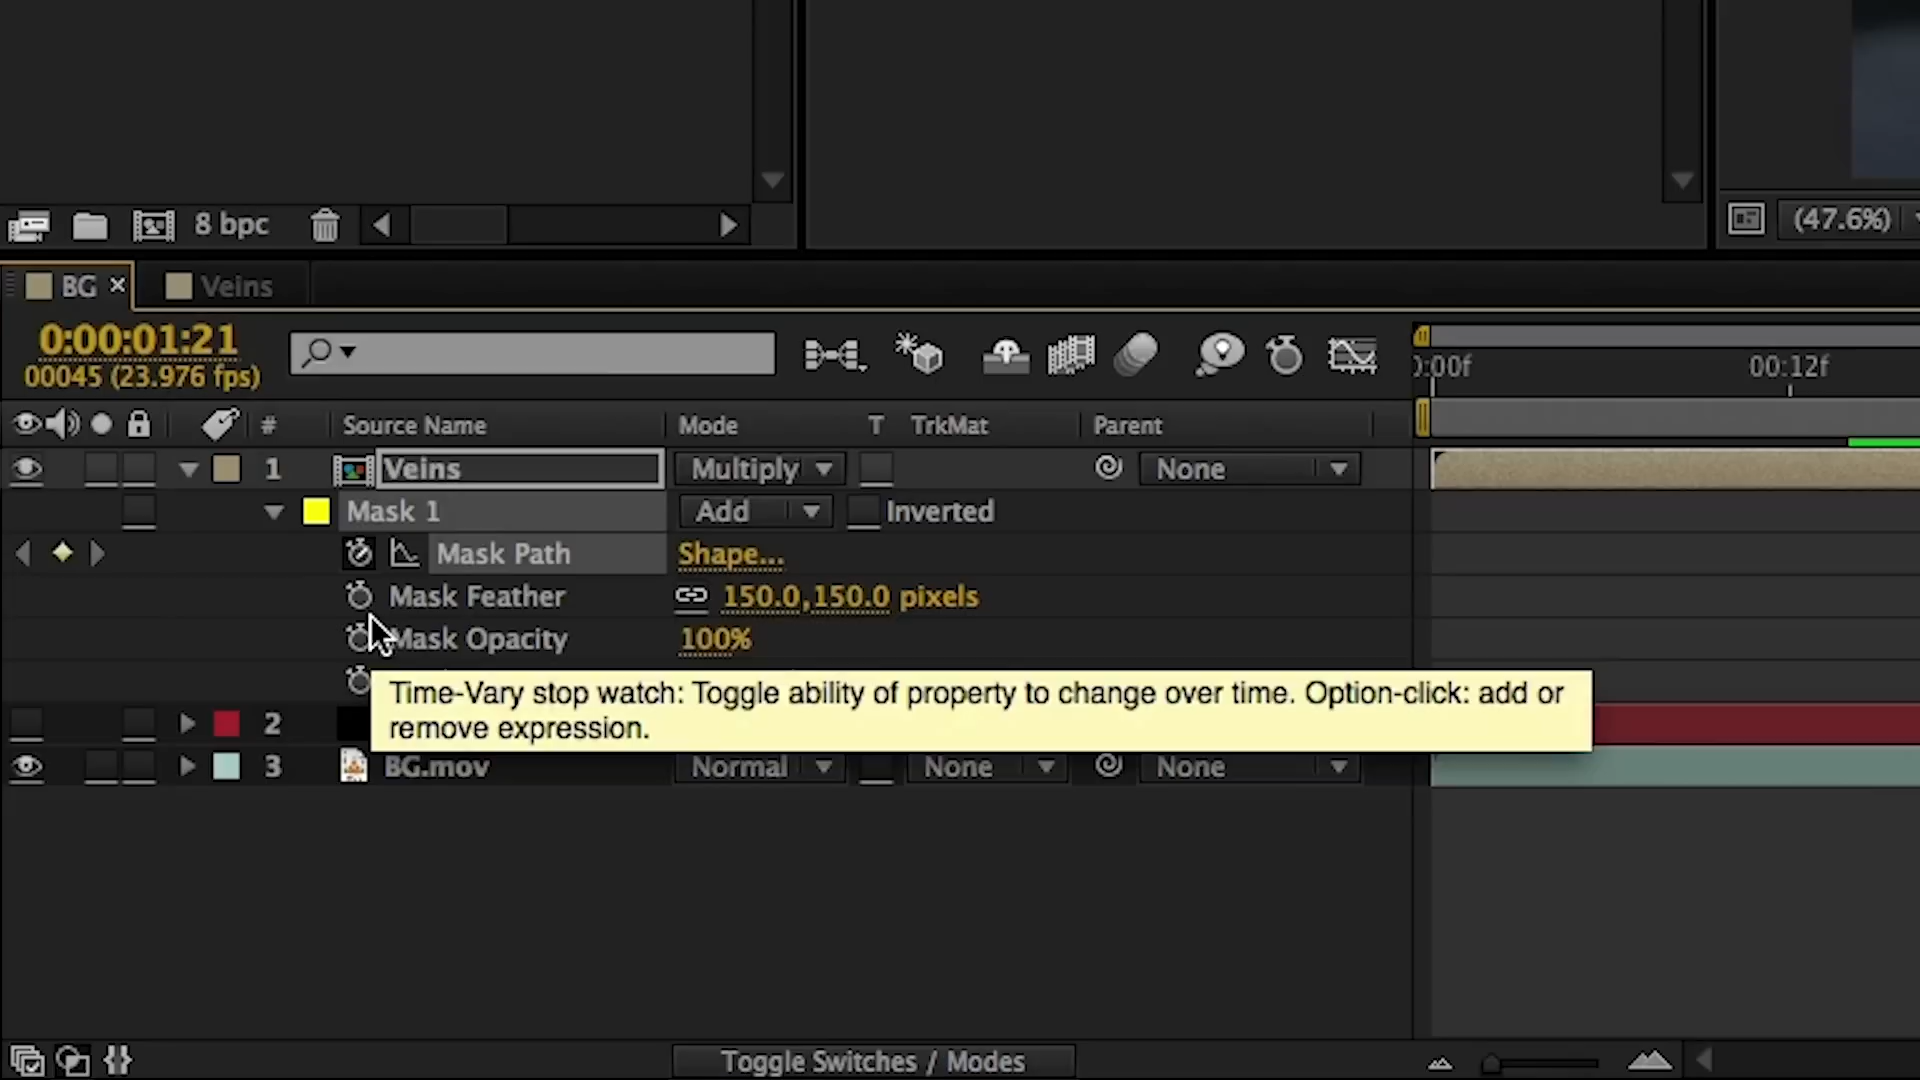 8 bpc
(47.6%)
BG × Veins
0:00:01:21
00045 (23.976 fps)
:00f 00:12f
# Source Name Mode T TrkMat Parent
1 Veins Multiply None
Mask 1 Add Inverted
Mask Path Shape...
Mask Feather 150.0,150.0 pixels
Mask Opacity 100%
Time-Vary stop watch: Toggle ability of property to change over time. Option-click: add or
remove expression.
2
3 BG.mov Normal None None
Toggle Switches / Modes